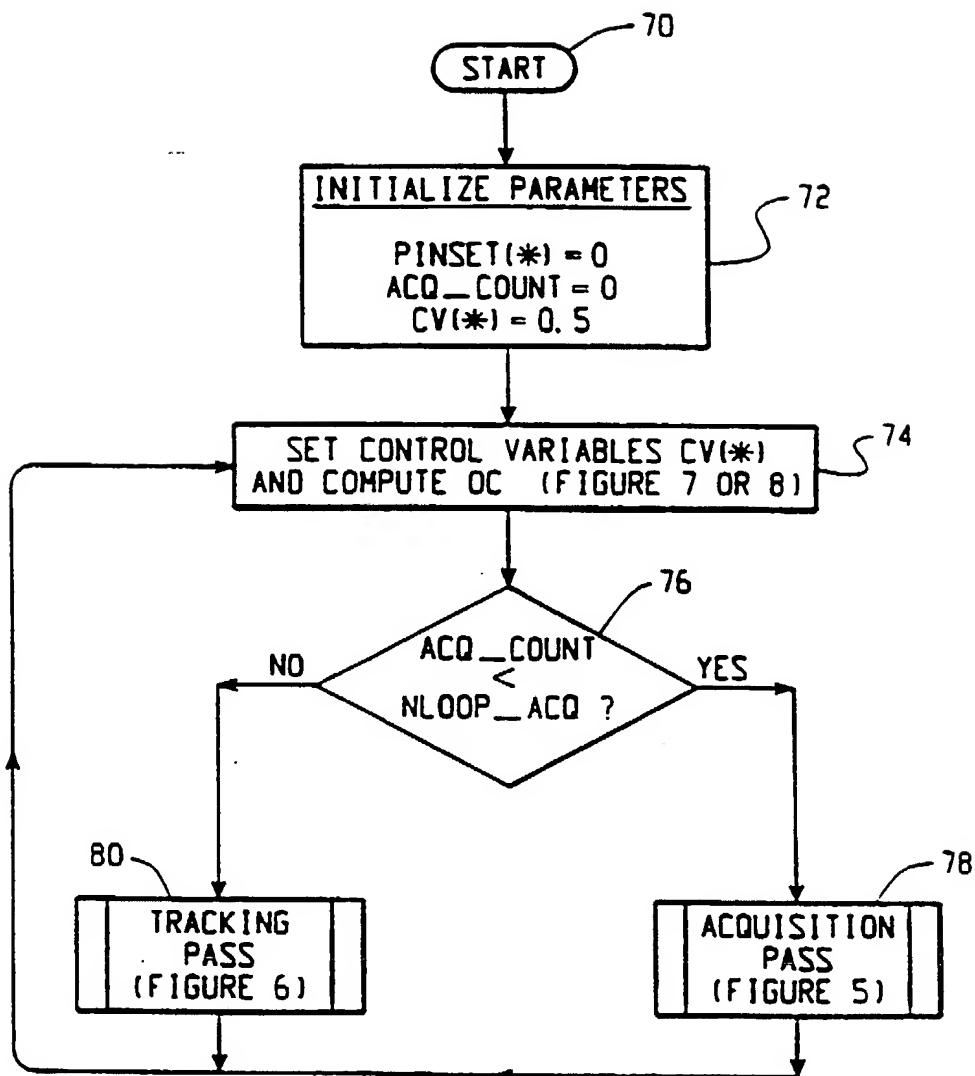 70
START
INITIALIZE PARAMETERS
72
PINSET(*) = 0
ACQ_COUNT = 0
CV(*) = 0.5
74
SET CONTROL VARIABLES CV(*)
AND COMPUTE OC (FIGURE 7 OR 8)
76
ACQ_COUNT
<
NLOOP_ACQ ?
NO
YES
80
TRACKING
PASS
(FIGURE 6)
78
ACQUISITION
PASS
(FIGURE 5)